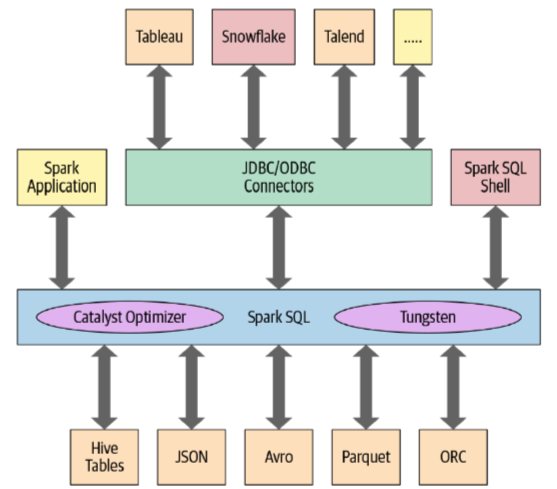 Tableau
Snowflake
Talend
.....
Spark
Application
JDBC/ODBC
Connectors
Spark SQL
Shell
Catalyst Optimizer
Spark SQL
Tungsten
Hive
Tables
JSON
Avro
Parquet
ORC